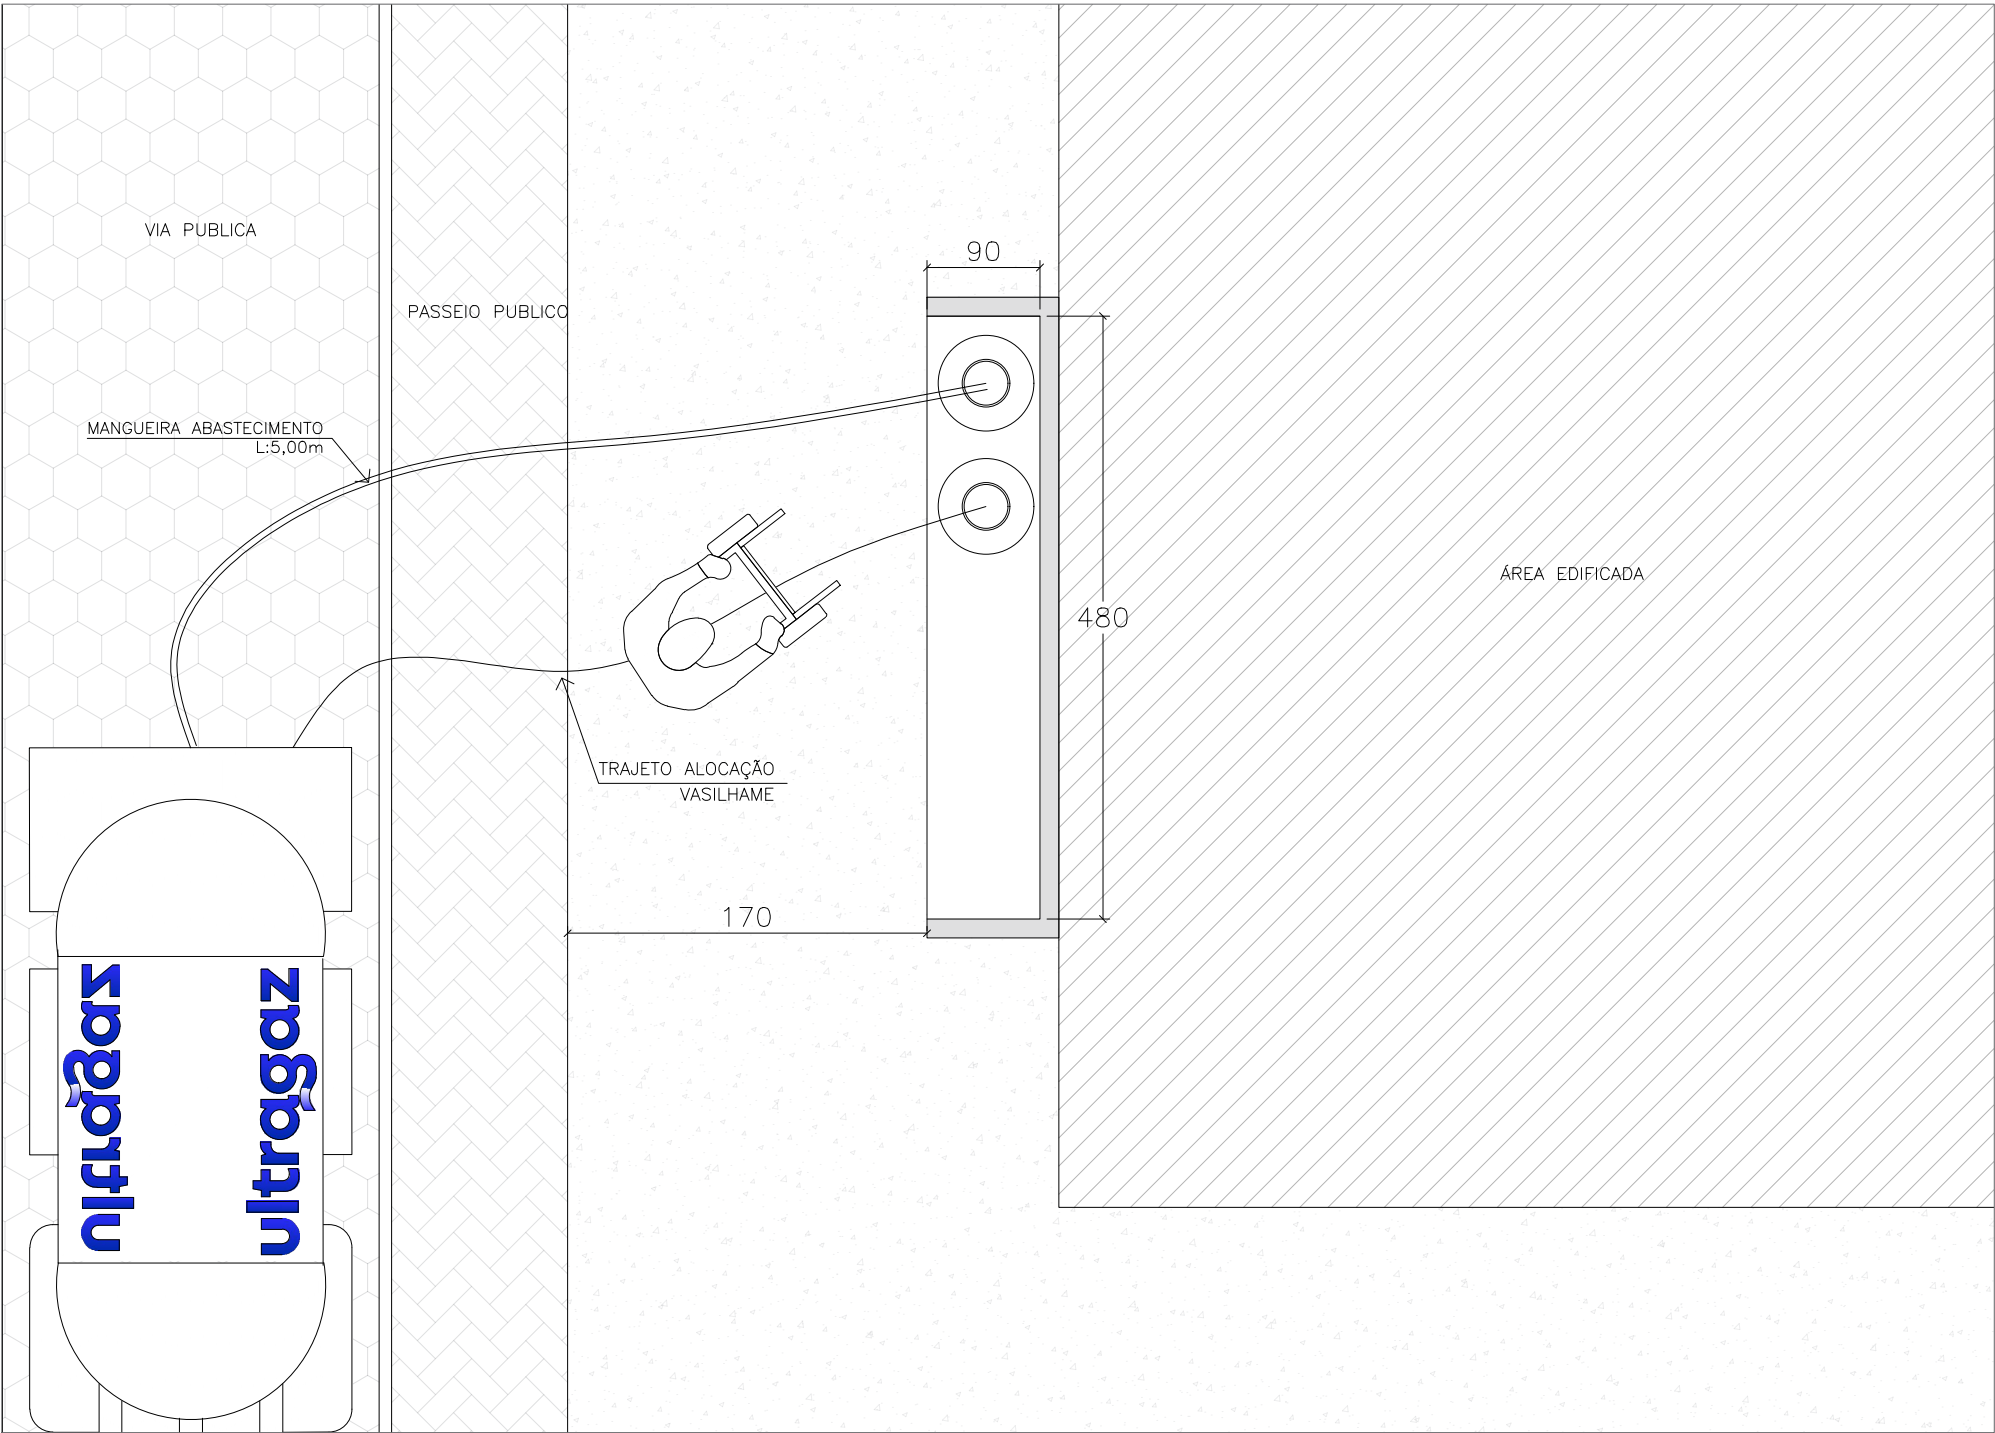 VIA PUBLICA
90
PASSEIO PUBLICO
MANGUEIRA ABASTECIMENTO
L:5,00m
ÁREA EDIFICADA
480
TRAJETO ALOCAÇÃO
VASILHAME
170
ultragaz
ultragaz